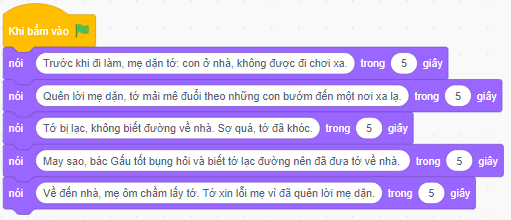 Khi bấm vào
nói Trước khi đi làm, mẹ dặn tớ: con ở nhà, không được đi chơi xa. trong 5 giây
nói Quên lời mẹ dặn, tớ mải mê đuổi theo những con bướm đến một nơi xa lạ. trong 5 giây
nói Tớ bị lạc, không biết đường về nhà. Sợ quá, tớ đã khóc. trong 5 giây
nói May sao, bác Gấu tốt bụng hỏi và biết tớ lạc đường nên đã đưa tớ về nhà. trong 5 giây
nói Về đến nhà, mẹ ôm chầm lấy tớ. Tớ xin lỗi mẹ vì đã quên lời mẹ dặn. trong 5 giây